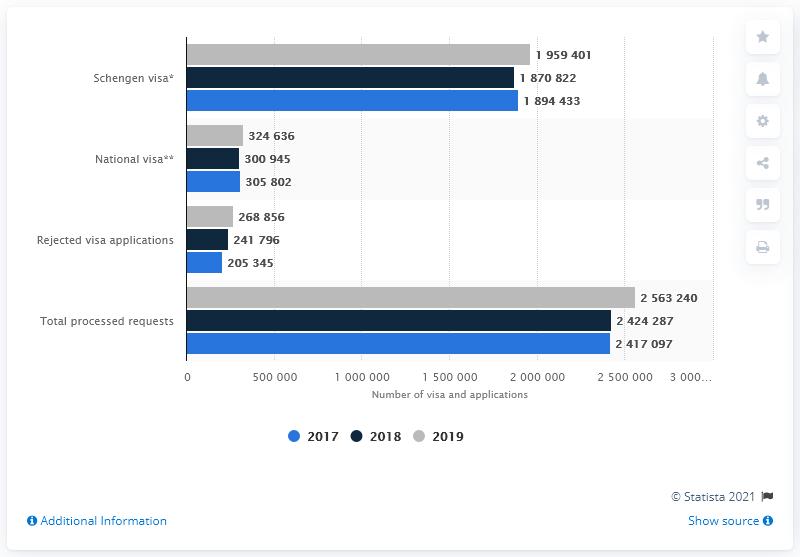 Schengen visa*
1 959 401
1 870 822
1 894 433
National visa**
324 636
300 945
305 802
Rejected visa applications
268 856
241 796
205 345
Total processed requests
2 563 240
2 424 287
2 417 097
0 500 000 1 000 000 1 500 000 2 000 000 2 500 000 3 000…
Number of visa and applications
2017 2018 2019
© Statista 2021
Additional Information Show source